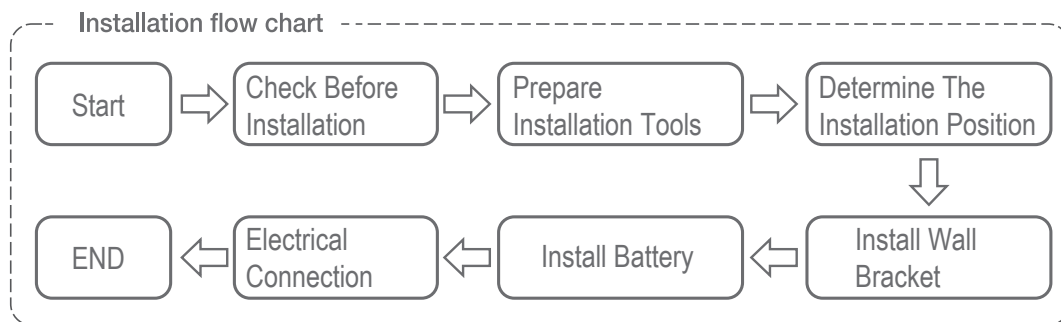 Installation flow chart
Start
Check Before
Installation
Prepare
Installation Tools
Determine The
Installation Position
Install Wall
Bracket
Install Battery
Electrical
Connection
END